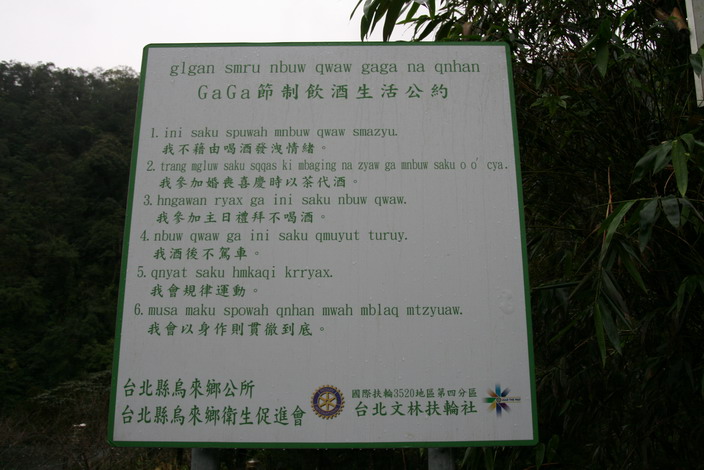 glgan smru nbuw qwaw gaga na qnhan
GaGa節制飲酒生活公約
1. ini saku spuwah mnbuw qwaw smazyu.
我不藉由喝酒發洩情緒。
2. trang mgluw saku sqqas ki mbaging na zyaw ga mnbuw saku o o' cya.
我參加婚喪喜慶時以茶代酒。
3. hngawan ryax ga ini saku nbuw qwaw.
我參加主日禮拜不喝酒。
4. nbuw qwaw ga ini saku qmuyut turuy.
我酒後不駕車。
5. qnyat saku hmkaqi krryax.
我會規律運動。
6. musa maku spowah qnhan mwah mblaq mtzyuaw.
我會以身作則貫徹到底。
台北縣烏來鄉公所
台北縣烏來鄉衛生促進會
國際扶輪3520地區第四分區
台北文林扶輪社